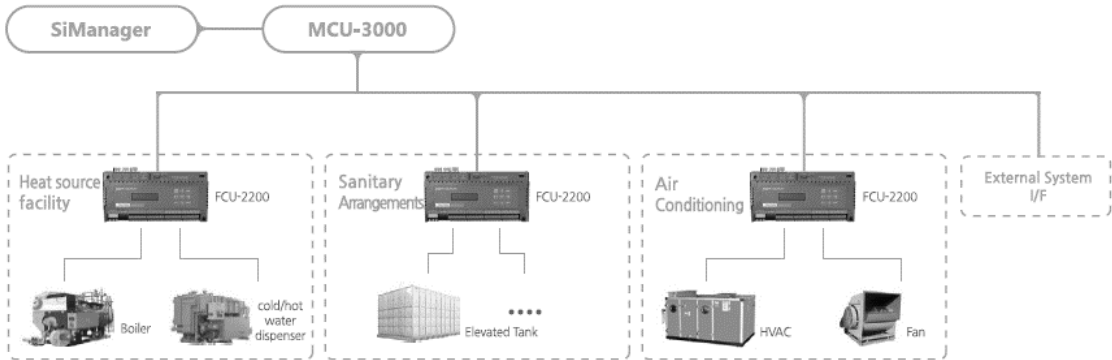 SiManager
MCU-3000
Heat source
facility
FCU-2200
Boiler
cold/hot
water
dispenser
Sanitary
Arrangements
FCU-2200
Elevated Tank
Air
Conditioning
FCU-2200
HVAC
Fan
External System
I/F